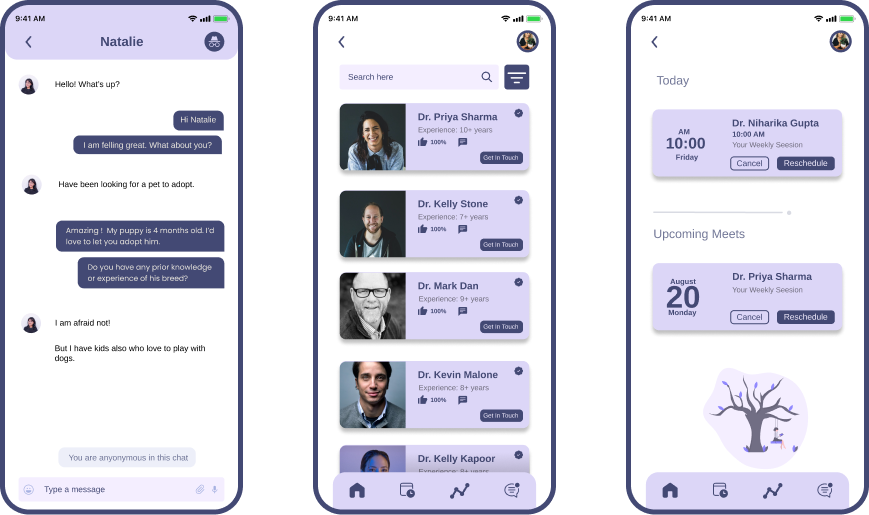 9:41 AM
Natalie
Hello! What's up?
Hi Natalie
I am felling great. What about you?
Have been looking for a pet to adopt.
Amazing ! My puppy is 4 months old. I'd
love to let you adopt him.
Do you have any prior knowledge
or experience of his breed?
I am afraid not!
But I have kids also who love to play with
dogs.
You are anyonymous in this chat
Type a message
9:41 AM
Search here
Dr. Priya Sharma
Experience: 10+ years
100%
Get In Touch
Dr. Kelly Stone
Experience: 7+ years
100%
Get In Touch
Dr. Mark Dan
Experience: 9+ years
100%
Get In Touch
Dr. Kevin Malone
Experience: 8+ years
100%
Get In Touch
Dr. Kelly Kapoor
9:41 AM
Today
AM
10:00
Friday
Dr. Niharika Gupta
10:00 AM
Your Weekly Seesion
Cancel
Reschedule
Upcoming Meets
August
20
Monday
Dr. Priya Sharma
Your Weekly Seesion
Cancel
Reschedule